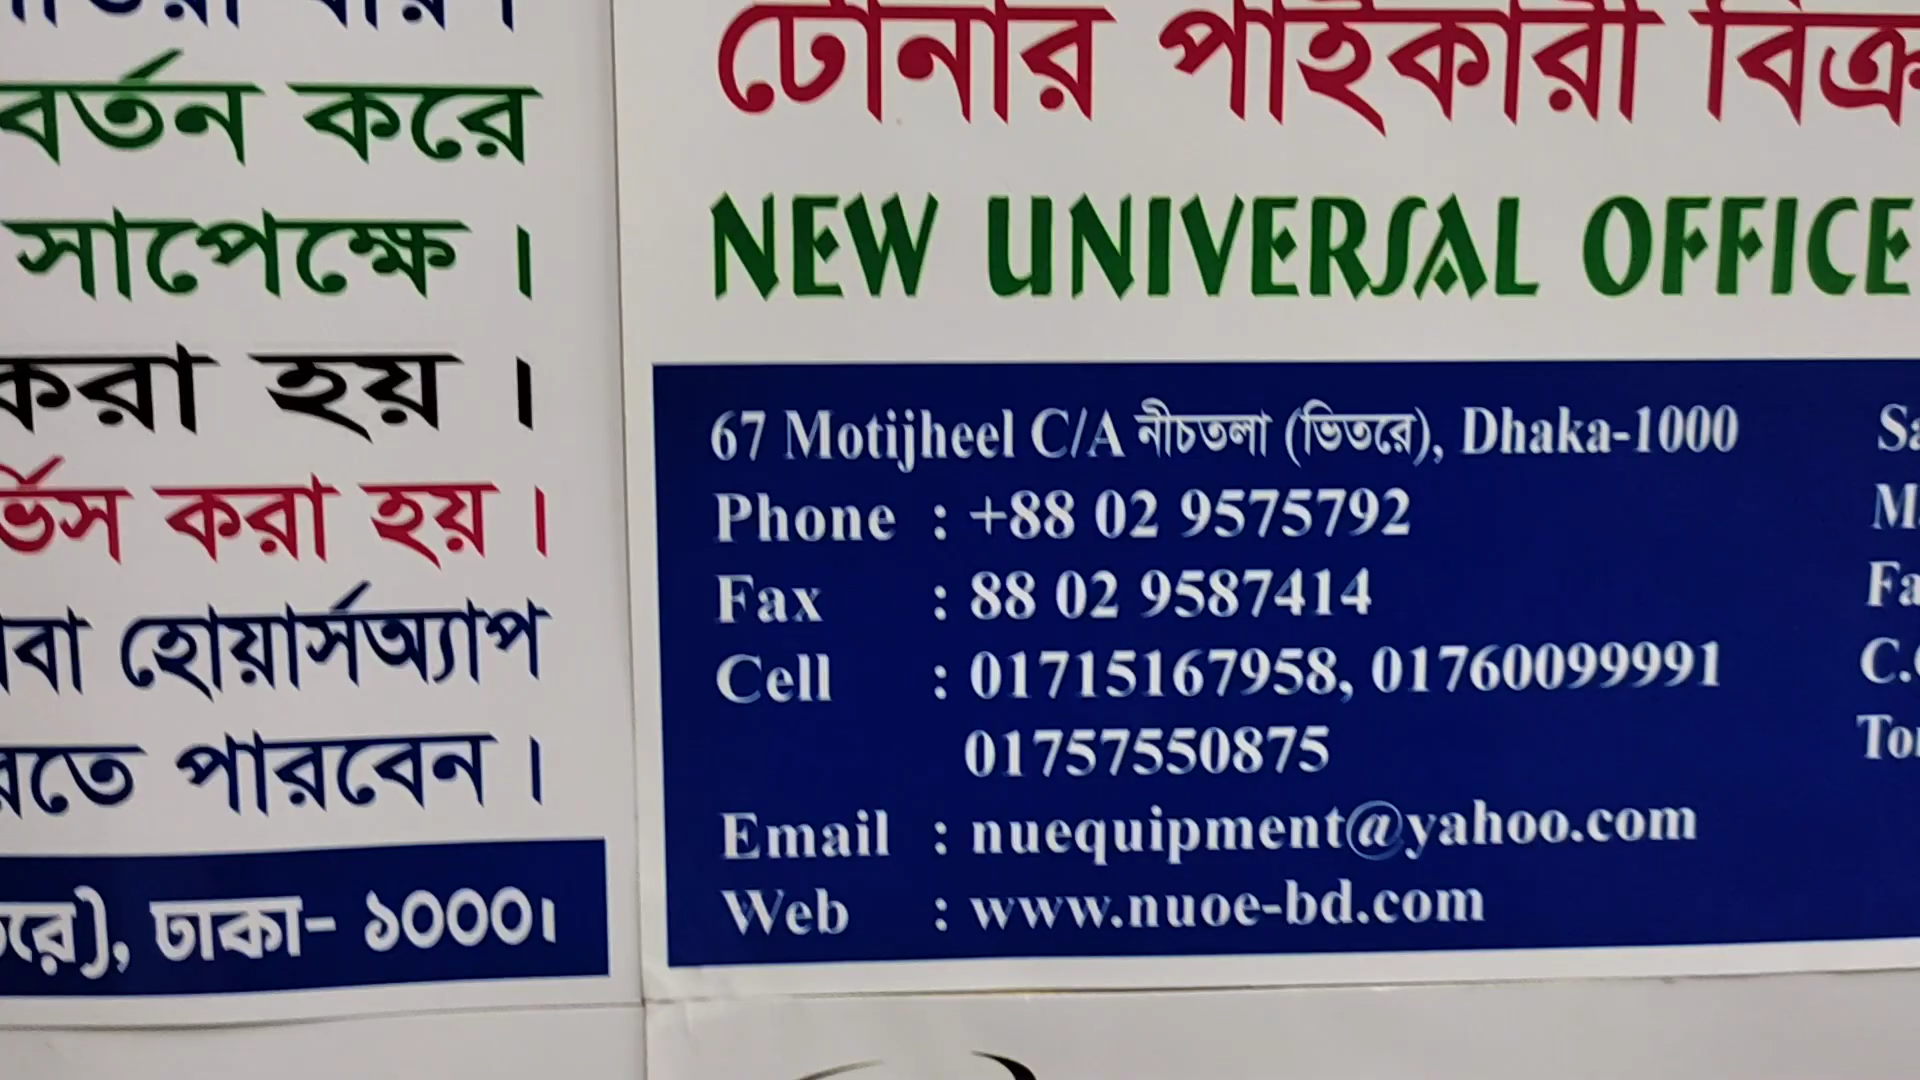 বর্তন করে
সাপেক্ষে ।
করা হয় ।
র্ভিস করা হয় ।
বা হোয়ার্সঅ্যাপ
রতে পারবেন ।
রে), ঢাকা- ১০০০।
টোনার পাইকারী বিক্র
NEW UNIVERSAL OFFICE
67 Motijheel C/A নীচতলা (ভিতরে), Dhaka-1000
Phone : +88 02 9575792
Fax : 88 02 9587414
Cell : 01715167958, 01760099991
01757550875
Email : nuequipment@yahoo.com
Web : www.nuoe-bd.com